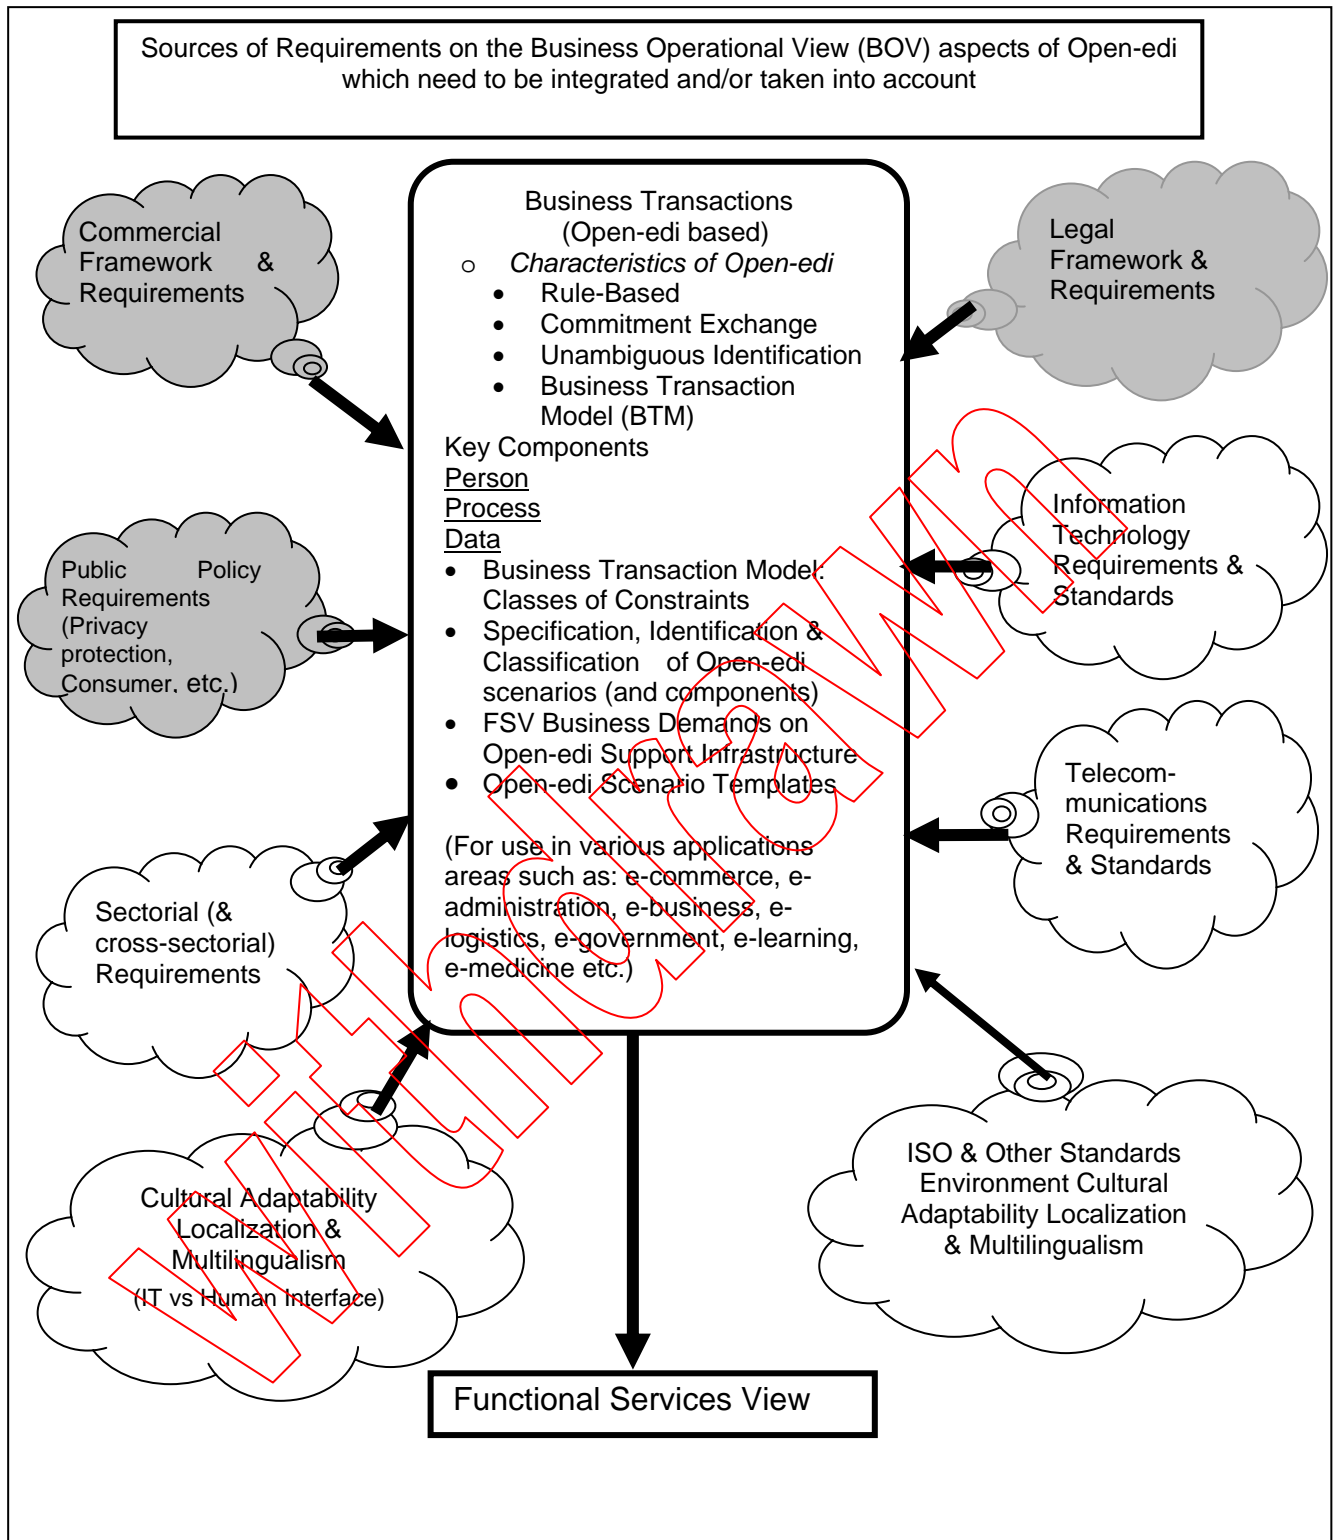 Sources of Requirements on the Business Operational View (BOV) aspects of Open-edi
which need to be integrated and/or taken into account
Commercial
Framework &
Requirements
Public Policy
Requirements
(Privacy
protection,
Consumer, etc.)
Sectorial (&
cross-sectorial)
Requirements
Cultural Adaptability
Localization &
Multilingualism
(IT vs Human Interface)
Business Transactions
(Open-edi based)
o Characteristics of Open-edi
• Rule-Based
• Commitment Exchange
• Unambiguous Identification
• Business Transaction
Model (BTM)
Key Components
Person
Process
Data
• Business Transaction Model:
Classes of Constraints
• Specification, Identification &
Classification of Open-edi
scenarios (and components)
• FSV Business Demands on
Open-edi Support Infrastructure
• Open-edi Scenario Templates
(For use in various applications
areas such as: e-commerce, e-
administration, e-business, e-
logistics, e-government, e-learning,
e-medicine etc.)
Legal
Framework &
Requirements
Information
Technology
Requirements &
Standards
Telecom-
munications
Requirements
& Standards
ISO & Other Standards
Environment Cultural
Adaptability Localization
& Multilingualism
Functional Services View
Withdrawn